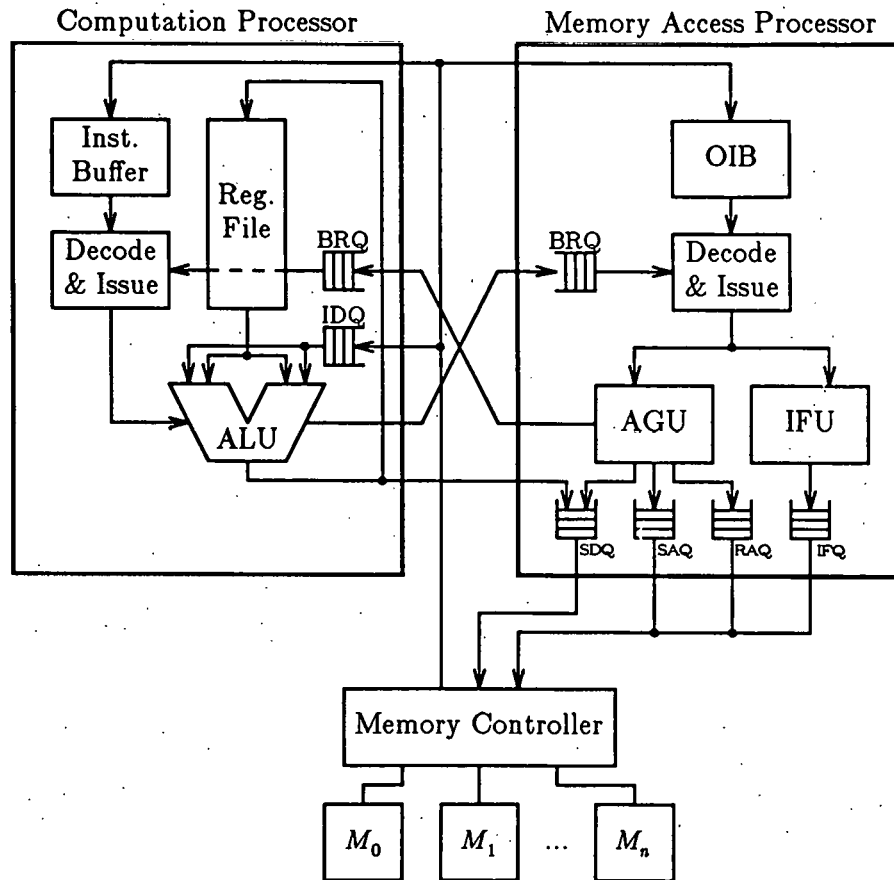 Computation Processor
Memory Access Processor
Inst.
Buffer
Reg.
File
OIB
Decode
& Issue
BRQ
BRQ
Decode
& Issue
IDQ
ALU
AGU
IFU
SDQ
SAQ
RAQ
IFQ
Memory Controller
M0
M1
...
Mn